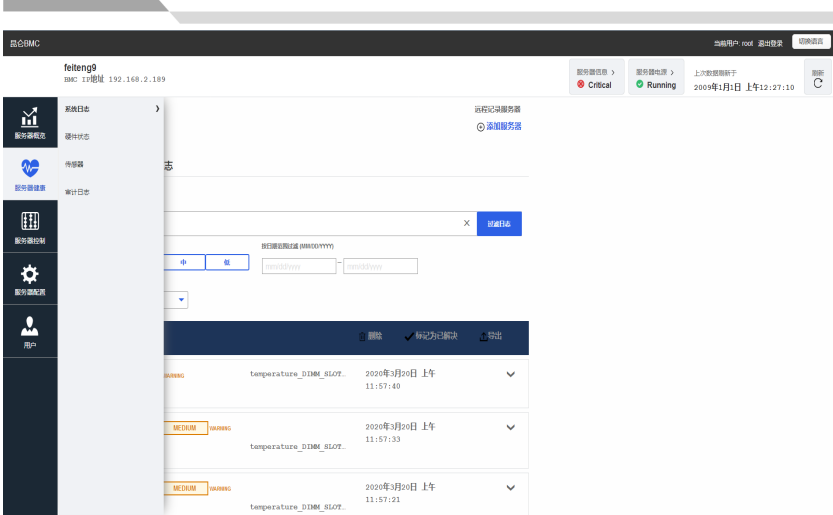 昆仑BMC
当前用户: root 退出登录 切换语言
feiteng9
BMC IP地址 192.168.2.189
服务器信息 >
Critical
服务器电源 >
Running
上次数据刷新于
2009年1月1日 上午12:27:10
刷新
服务器概览
服务器健康
服务器控制
服务器配置
用户
系统日志
硬件状态
传感器
审计日志
远程记录服务器
添加服务器
志
X 过滤日志
按日期范围过滤 (MM/DD/YYYY)
中 低 mm/dd/yyyy - mm/dd/yyyy
删除 标记为已解决 导出
WARNING temperature_DIMM_SLOT… 2020年3月20日 上午
11:57:40
MEDIUM WARNING 2020年3月20日 上午
11:57:33
temperature_DIMM_SLOT…
MEDIUM WARNING 2020年3月20日 上午
11:57:21
temperature_DIMM_SLOT…